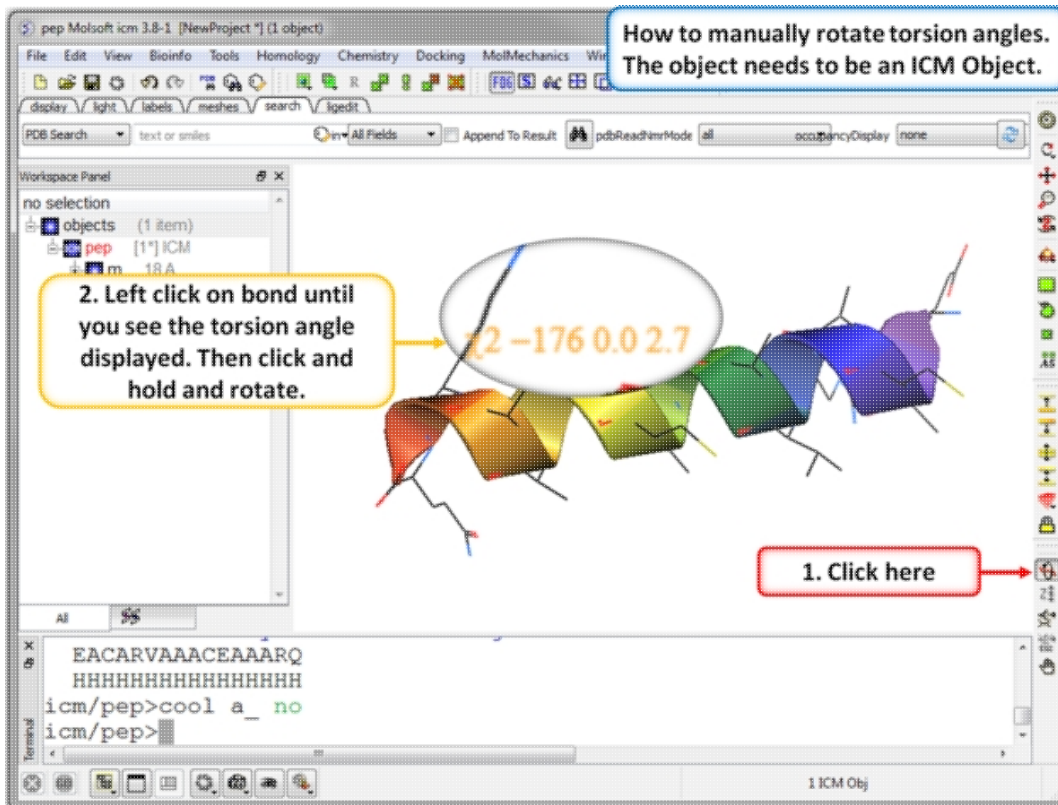 pep Molsoft icm 3.8-1 [NewProject *] (1 object)
How to manually rotate torsion angles.
The object needs to be an ICM Object.
File Edit View Bioinfo Tools Homology Chemistry Docking MolMechanics
display light labels meshes search ligedit
PDB Search text or smiles in All Fields Append To Result pdbReadNmrMode all occupancyDisplay none
Workspace Panel
no selection
objects (1 item)
pep [1*] ICM
m 18 A
2. Left click on bond until
you see the torsion angle
displayed. Then click and
hold and rotate.
χ2 −176 0.0 2.7
1. Click here
All
EACARVAAACEAAARQ
HHHHHHHHHHHHHHHH
icm/pep>cool a_ no
icm/pep>
Terminal
1 ICM Obj